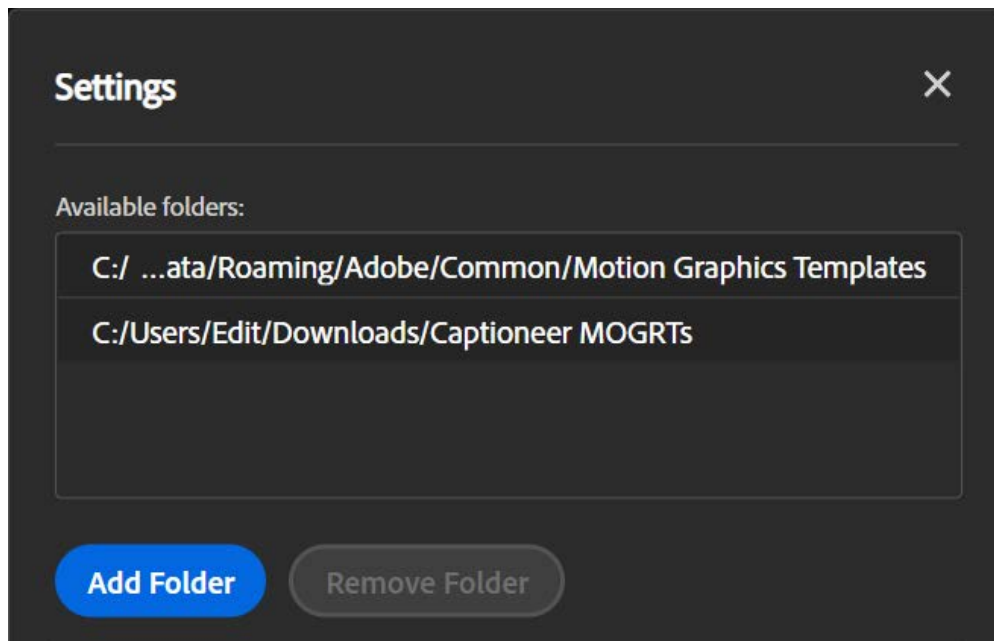 Settings
Available folders:
C:/ ...ata/Roaming/Adobe/Common/Motion Graphics Templates
C:/Users/Edit/Downloads/Captioneer MOGRTs
Add Folder Remove Folder